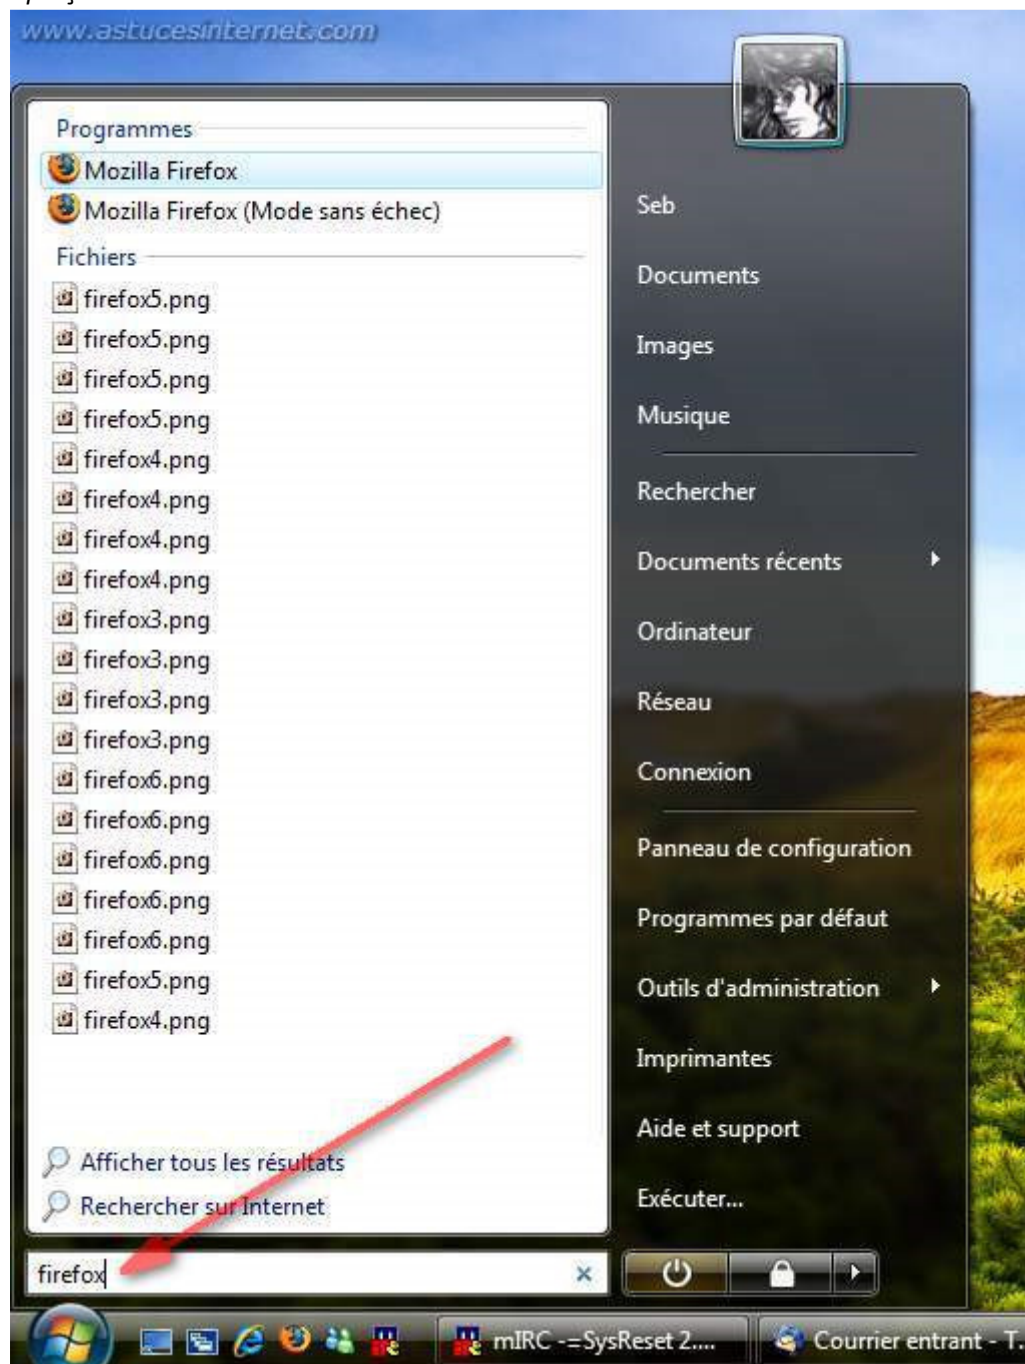 www.astucesinternet.com
Programmes
Mozilla Firefox
Mozilla Firefox (Mode sans échec)
Fichiers
firefox5.png
firefox5.png
firefox5.png
firefox5.png
firefox4.png
firefox4.png
firefox4.png
firefox4.png
firefox3.png
firefox3.png
firefox3.png
firefox3.png
firefox6.png
firefox6.png
firefox6.png
firefox6.png
firefox6.png
firefox5.png
firefox4.png
Afficher tous les résultats
Rechercher sur Internet
firefox
Seb
Documents
Images
Musique
Rechercher
Documents récents
Ordinateur
Réseau
Connexion
Panneau de configuration
Programmes par défaut
Outils d'administration
Imprimantes
Aide et support
Exécuter...
mIRC -=SysReset 2....
Courrier entrant - T.